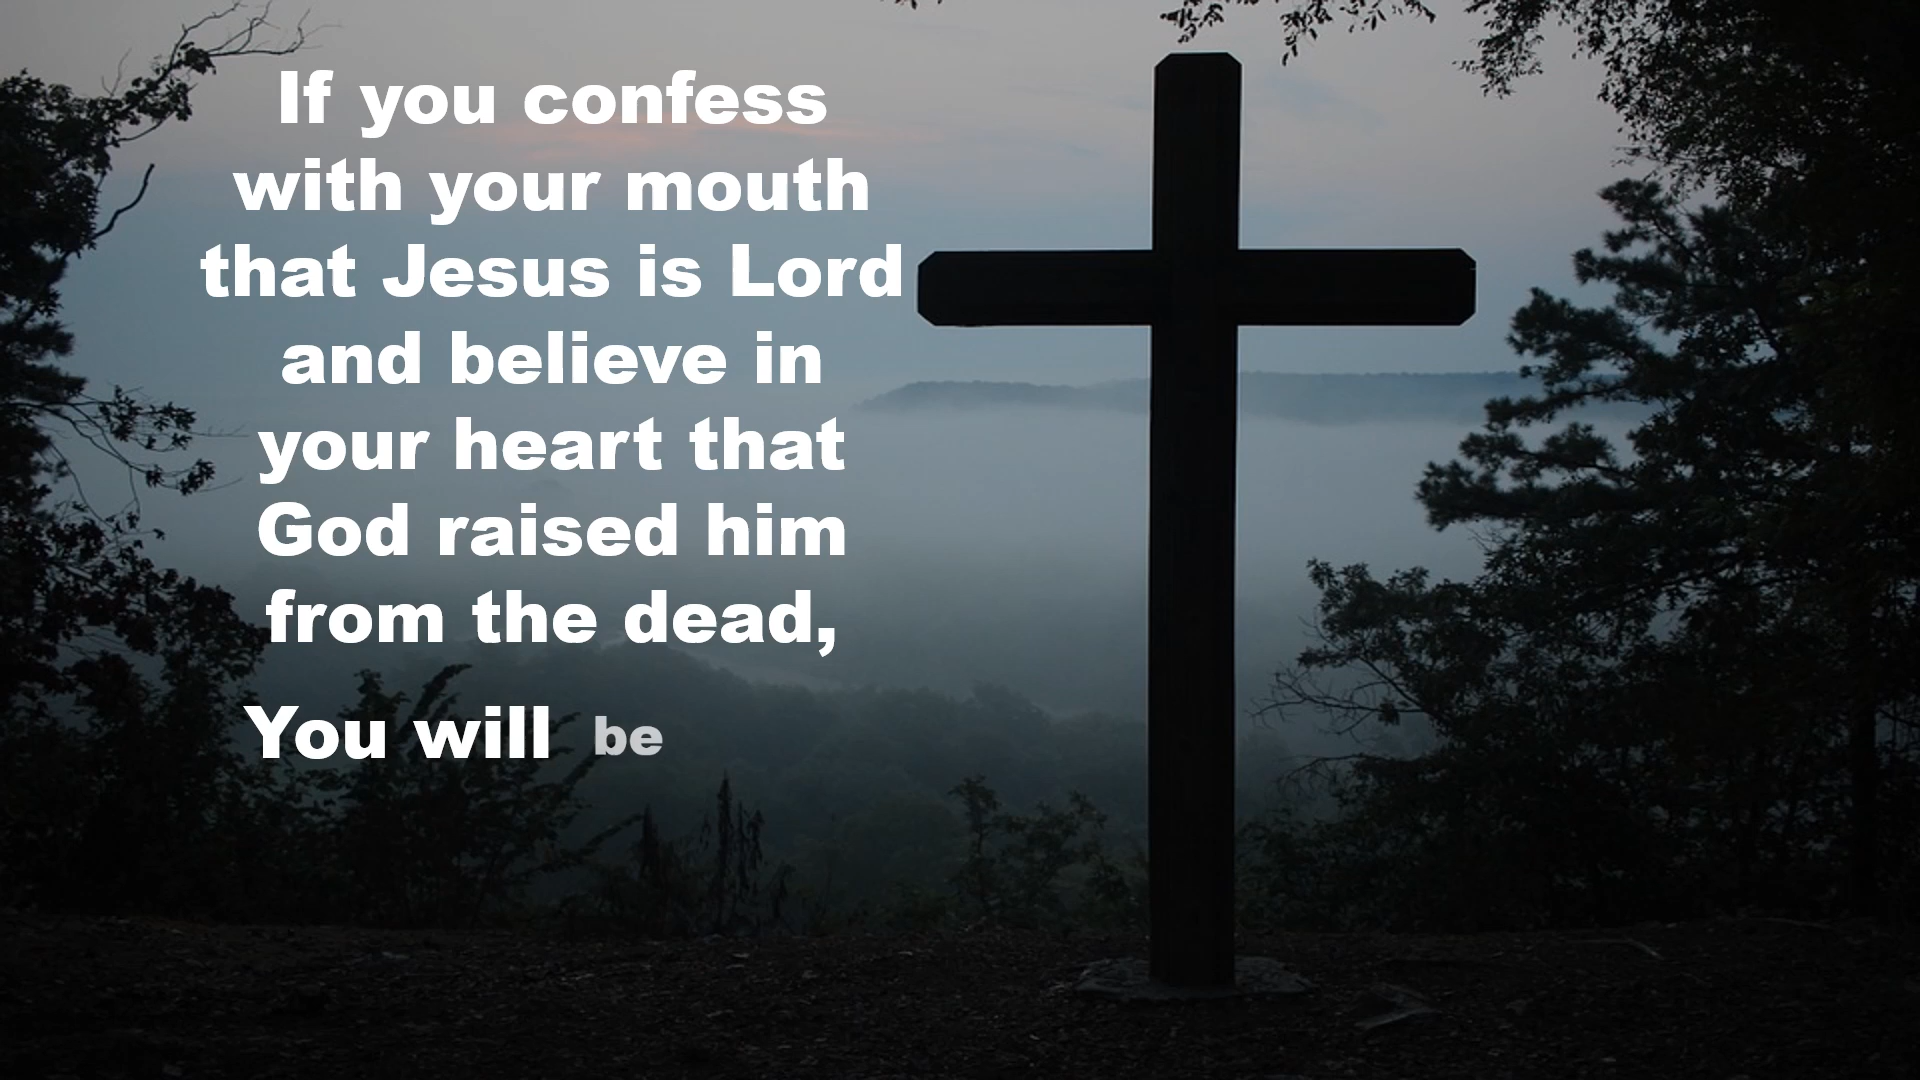 If you confess
with your mouth
that Jesus is Lord
and believe in
your heart that
God raised him
from the dead,
You will be